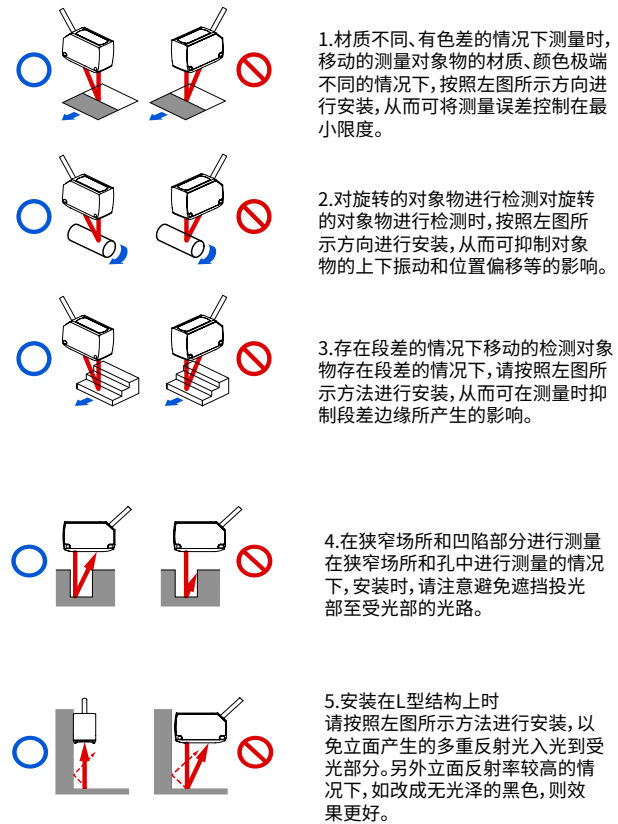 1.材质不同、有色差的情况下测量时,
移动的测量对象物的材质、颜色极端
不同的情况下,按照左图所示方向进
行安装,从而可将测量误差控制在最
小限度。
2.对旋转的对象物进行检测对旋转
的对象物进行检测时,按照左图所
示方向进行安装,从而可抑制对象
物的上下振动和位置偏移等的影响。
3.存在段差的情况下移动的检测对象
物存在段差的情况下,请按照左图所
示方法进行安装,从而可在测量时抑
制段差边缘所产生的影响。
4.在狭窄场所和凹陷部分进行测量
在狭窄场所和孔中进行测量的情况
下,安装时,请注意避免遮挡投光
部至受光部的光路。
5.安装在L型结构上时
请按照左图所示方法进行安装,以
免立面产生的多重反射光入光到受
光部分。另外立面反射率较高的情
况下,如改成无光泽的黑色,则效
果更好。